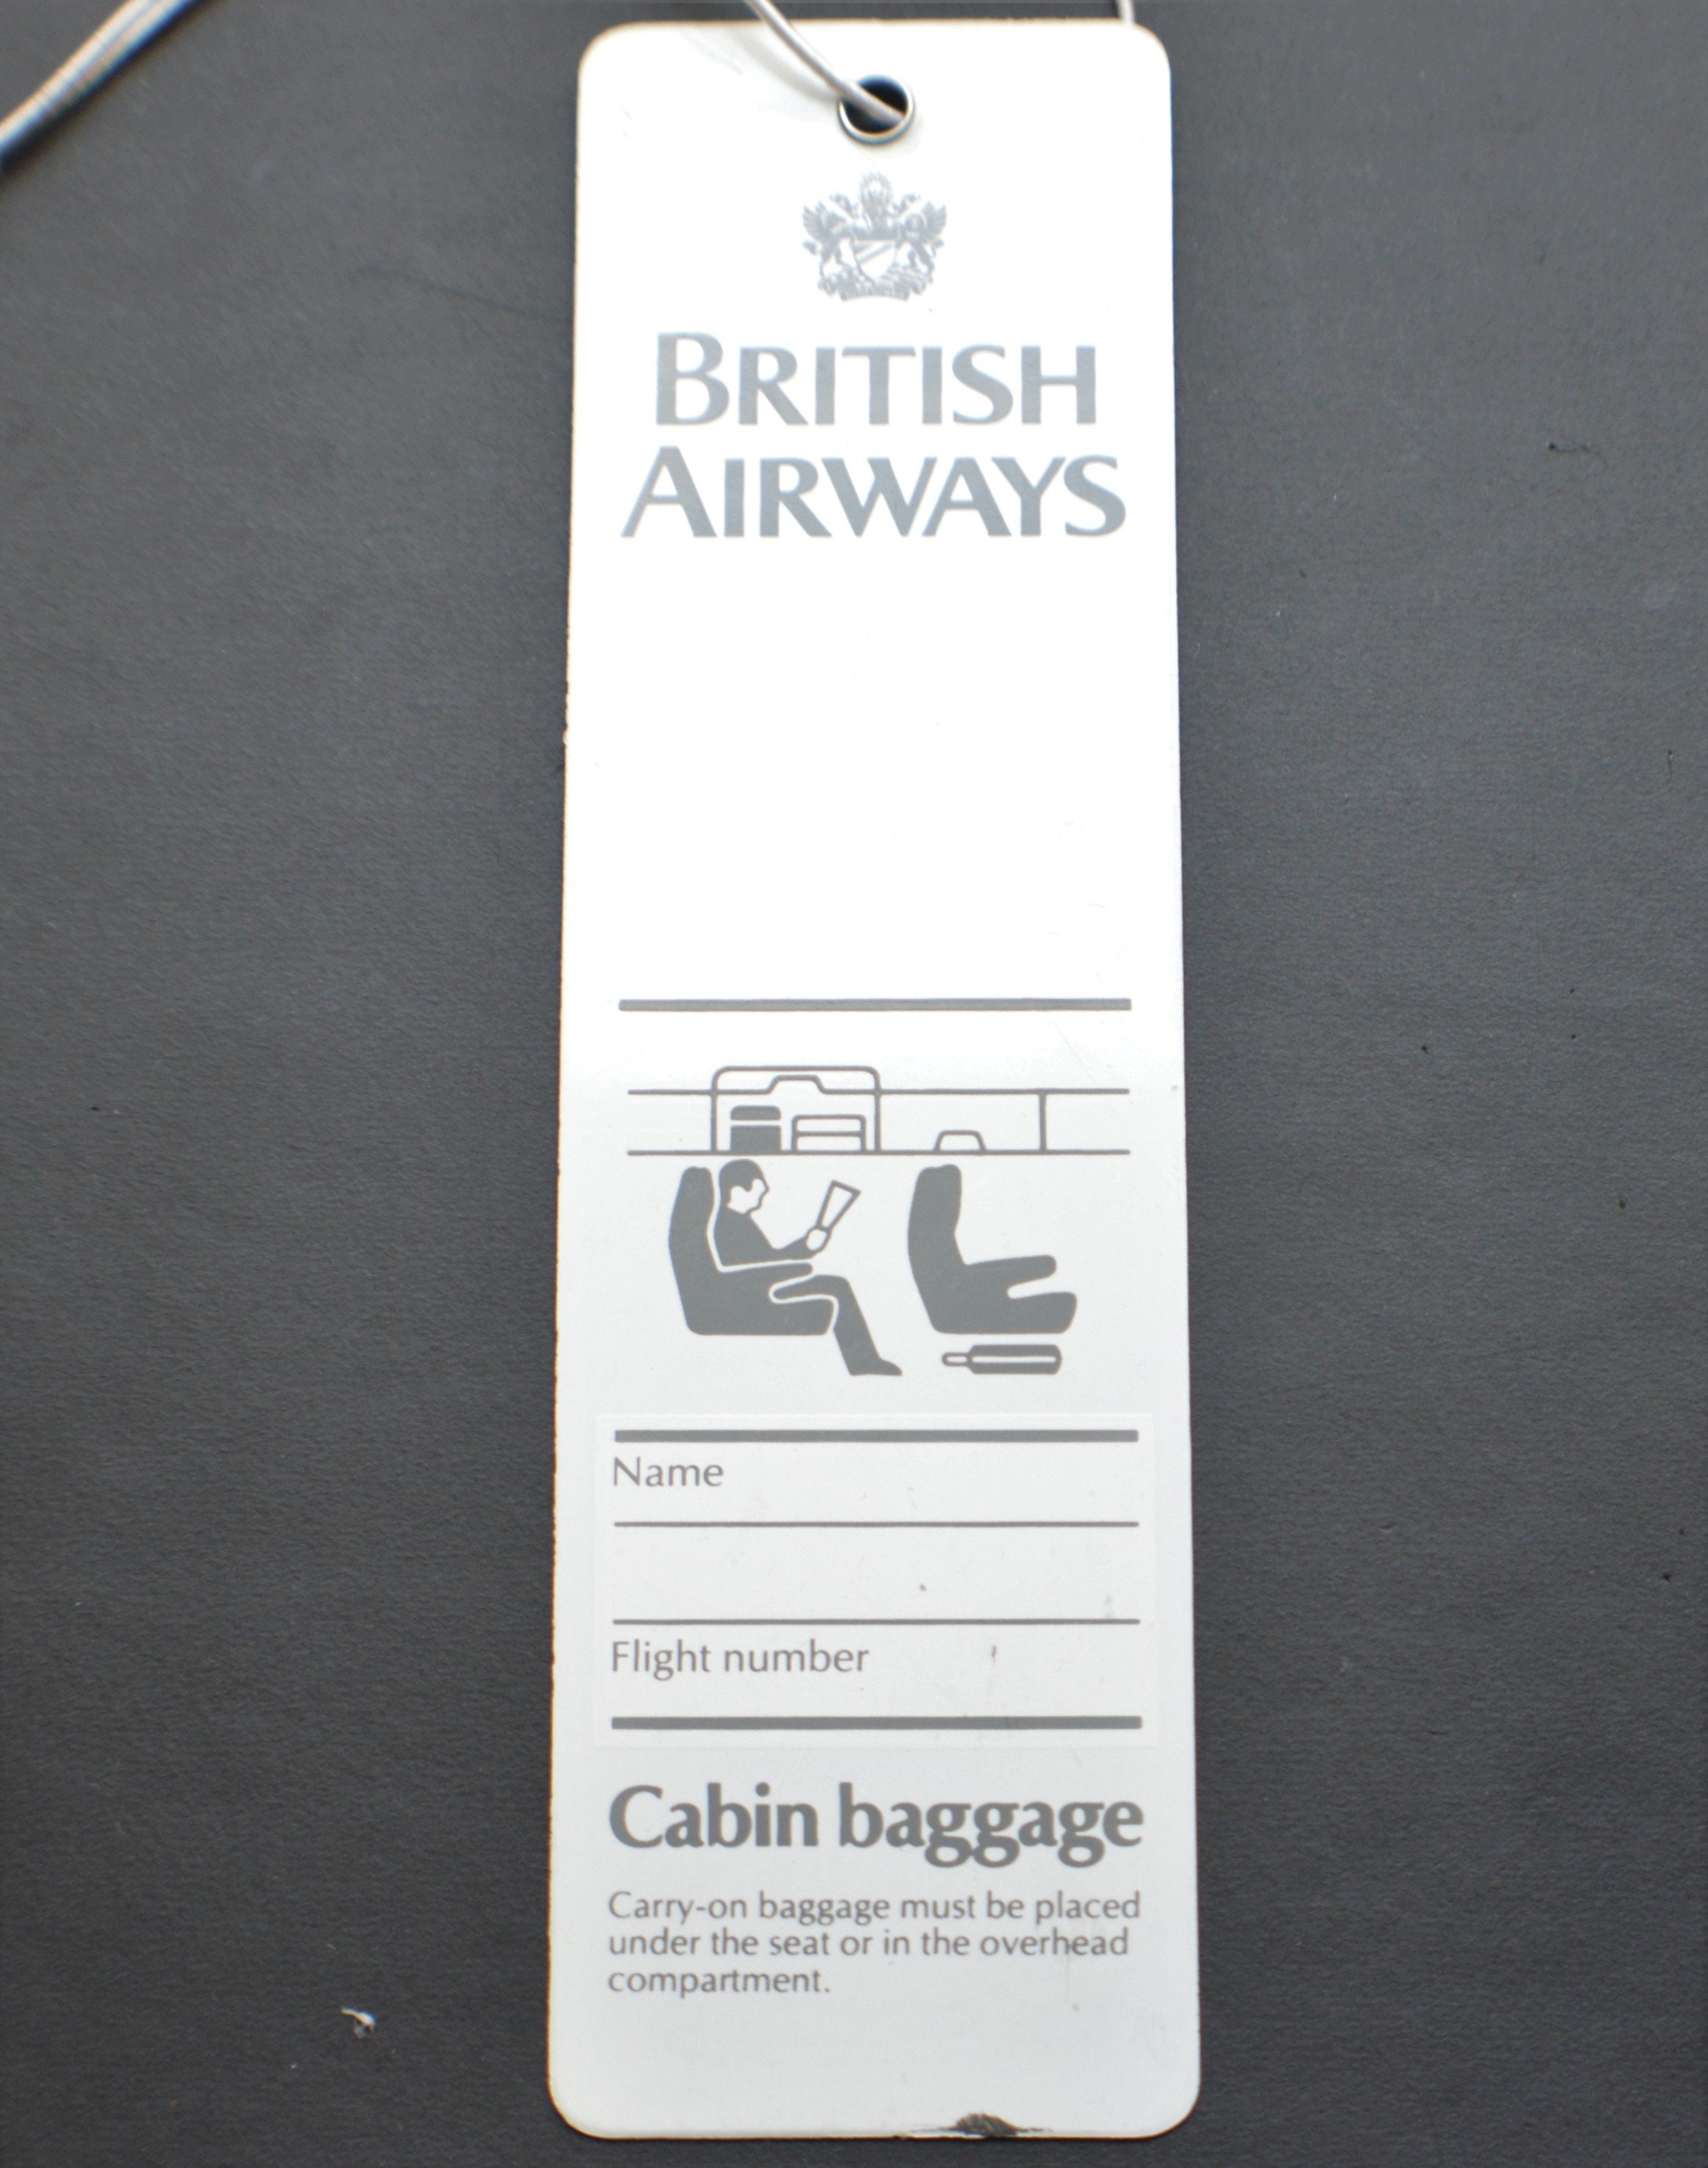 BRITISH
AIRWAYS
Name
Flight number
Cabin baggage
Carry-on baggage must be placed
under the seat or in the overhead
compartment.